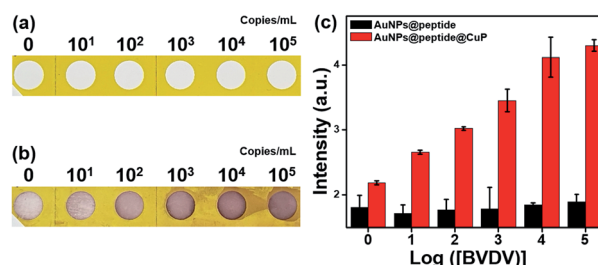 (a) Copies/mL
0 10¹ 10² 10³ 10⁴ 10⁵
(b) Copies/mL
0 10¹ 10² 10³ 10⁴ 10⁵
(c)
AuNPs@peptide
AuNPs@peptide@CuP
Intensity (a.u.)
4
3
2
0 1 2 3 4 5
Log ([BVDV)]